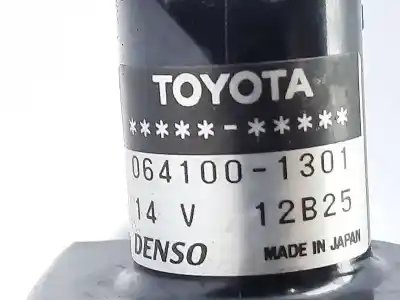 TOYOTA
*****-*****
064100-1301
14 V 12B25
DENSO MADE IN JAPAN